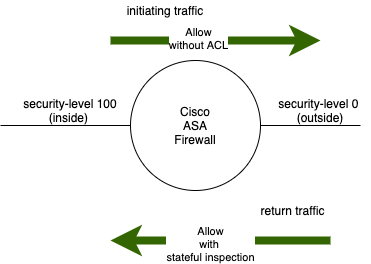 initiating traffic
Allow
without ACL
security-level 100
(inside)
Cisco
ASA
Firewall
security-level 0
(outside)
return traffic
Allow
with
stateful inspection